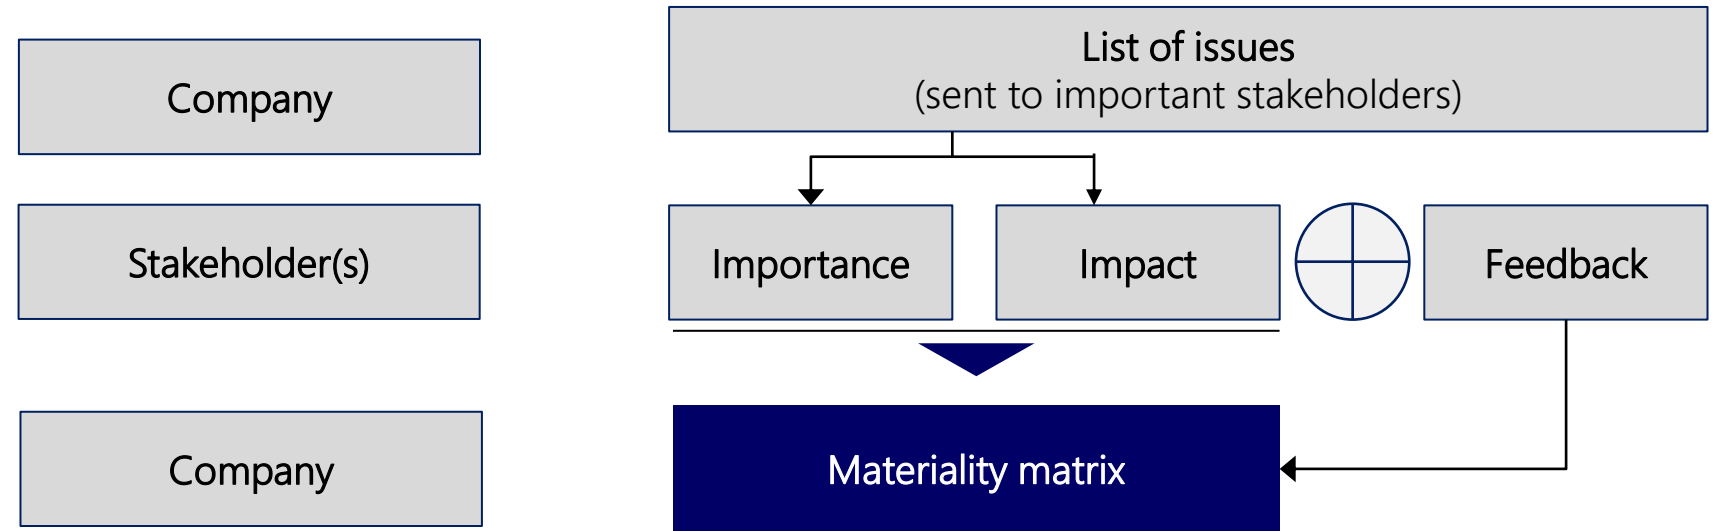 Company
List of issues
(sent to important stakeholders)
Stakeholder(s)
Importance
Impact
Feedback
Company
Materiality matrix